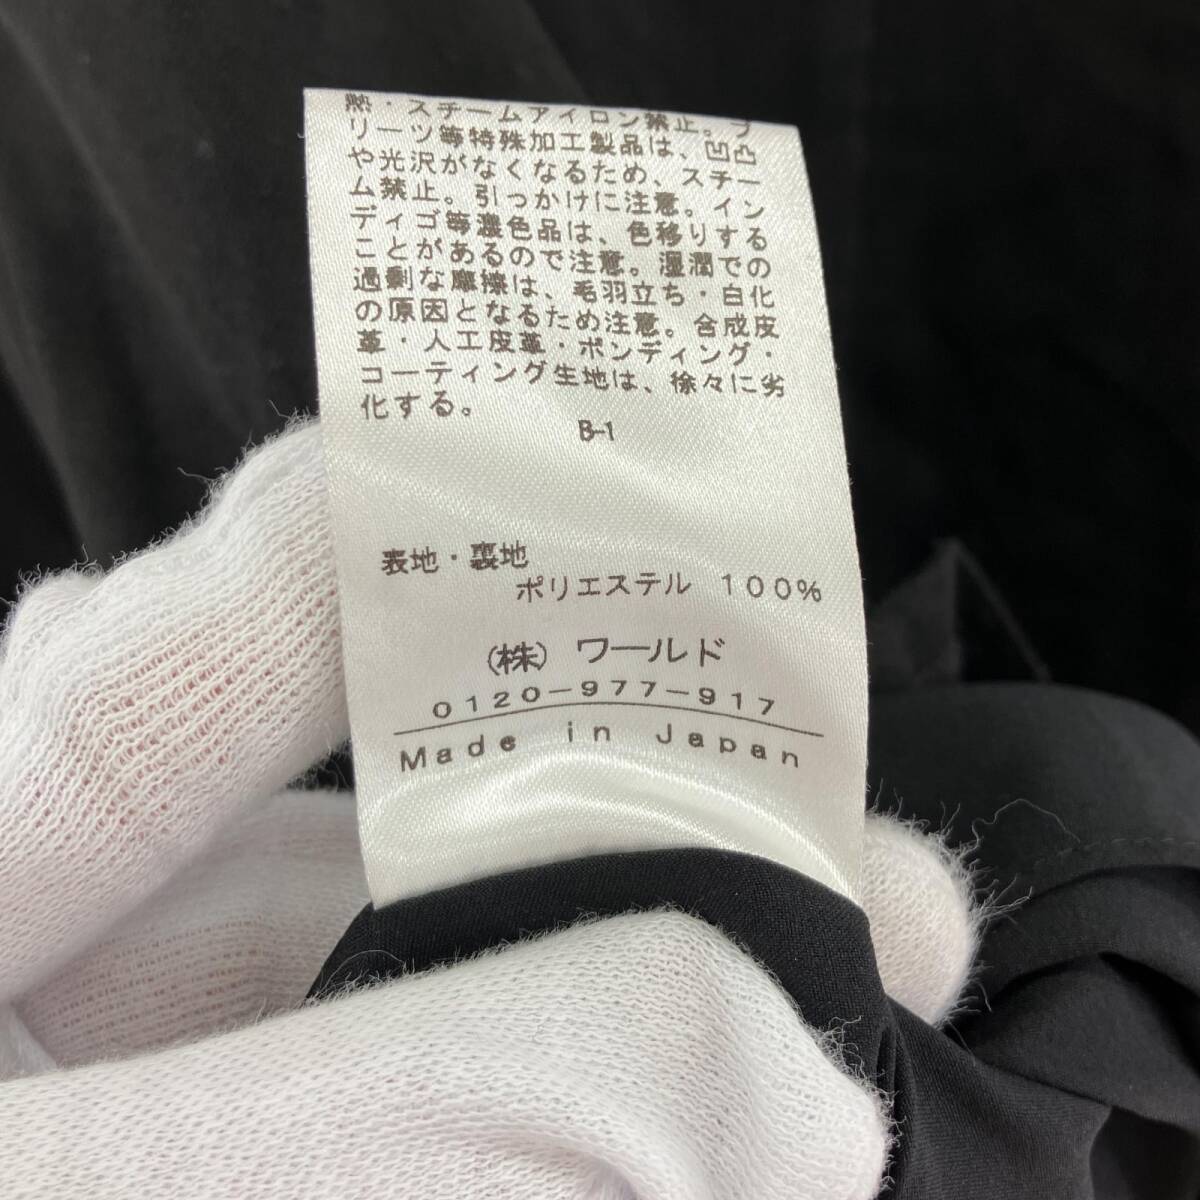 熱・スチームアイロン禁止。プ
リーツ等特殊加工製品は、凹凸
や光沢がなくなるため、スチー
ム禁止。引っかけに注意。イン
ディゴ等濃色品は、色移りする
ことがあるので注意。湿潤での
過剰な摩擦は、毛羽立ち・白化
の原因となるため注意。合成皮
革・人工皮革・ボンディング・
コーティング生地は、徐々に劣
化する。
B-1
表地・裏地
ポリエステル 100%
(株) ワールド
0120-977-917
Made in Japan